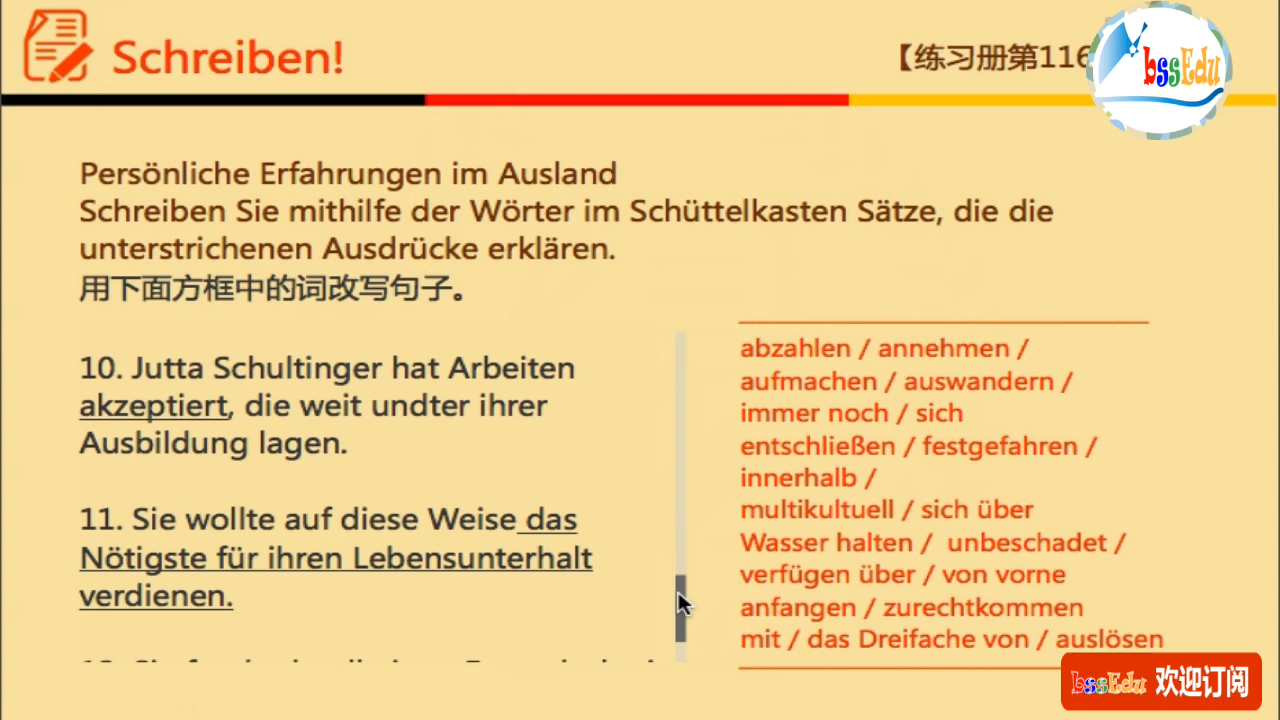 Schreiben!
【练习册第116
bssEdu
Persönliche Erfahrungen im Ausland
Schreiben Sie mithilfe der Wörter im Schüttelkasten Sätze, die die
unterstrichenen Ausdrücke erklären.
用下面方框中的词改写句子。
10. Jutta Schultinger hat Arbeiten
akzeptiert, die weit undter ihrer
Ausbildung lagen.
11. Sie wollte auf diese Weise das
Nötigste für ihren Lebensunterhalt
verdienen.
abzahlen / annehmen /
aufmachen / auswandern /
immer noch / sich
entschließen / festgefahren /
innerhalb /
multikultuell / sich über
Wasser halten / unbeschadet /
verfügen über / von vorne
anfangen / zurechtkommen
mit / das Dreifache von / auslösen
bssEdu 欢迎订阅